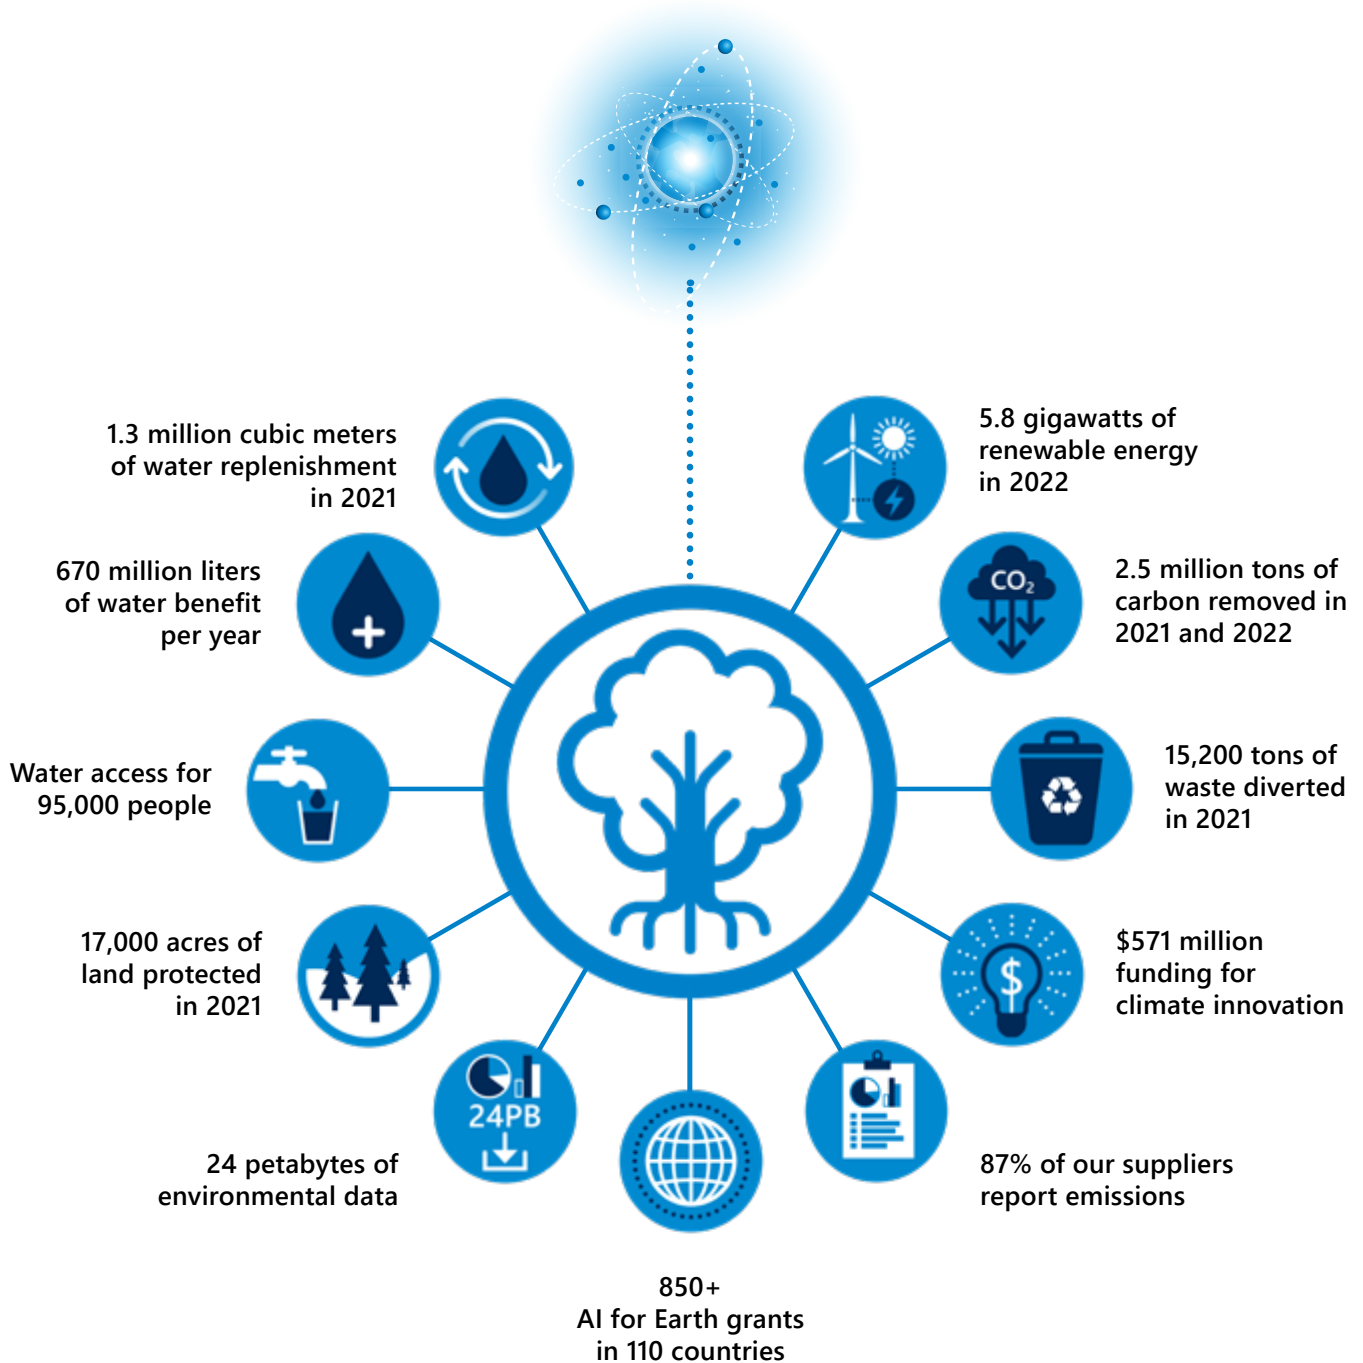 1.3 million cubic meters
of water replenishment
in 2021
5.8 gigawatts of
renewable energy
in 2022
670 million liters
of water benefit
per year
CO₂
2.5 million tons of
carbon removed in
2021 and 2022
Water access for
95,000 people
15,200 tons of
waste diverted
in 2021
17,000 acres of
land protected
in 2021
$
$571 million
funding for
climate innovation
24PB
24 petabytes of
environmental data
87% of our suppliers
report emissions
850+
AI for Earth grants
in 110 countries